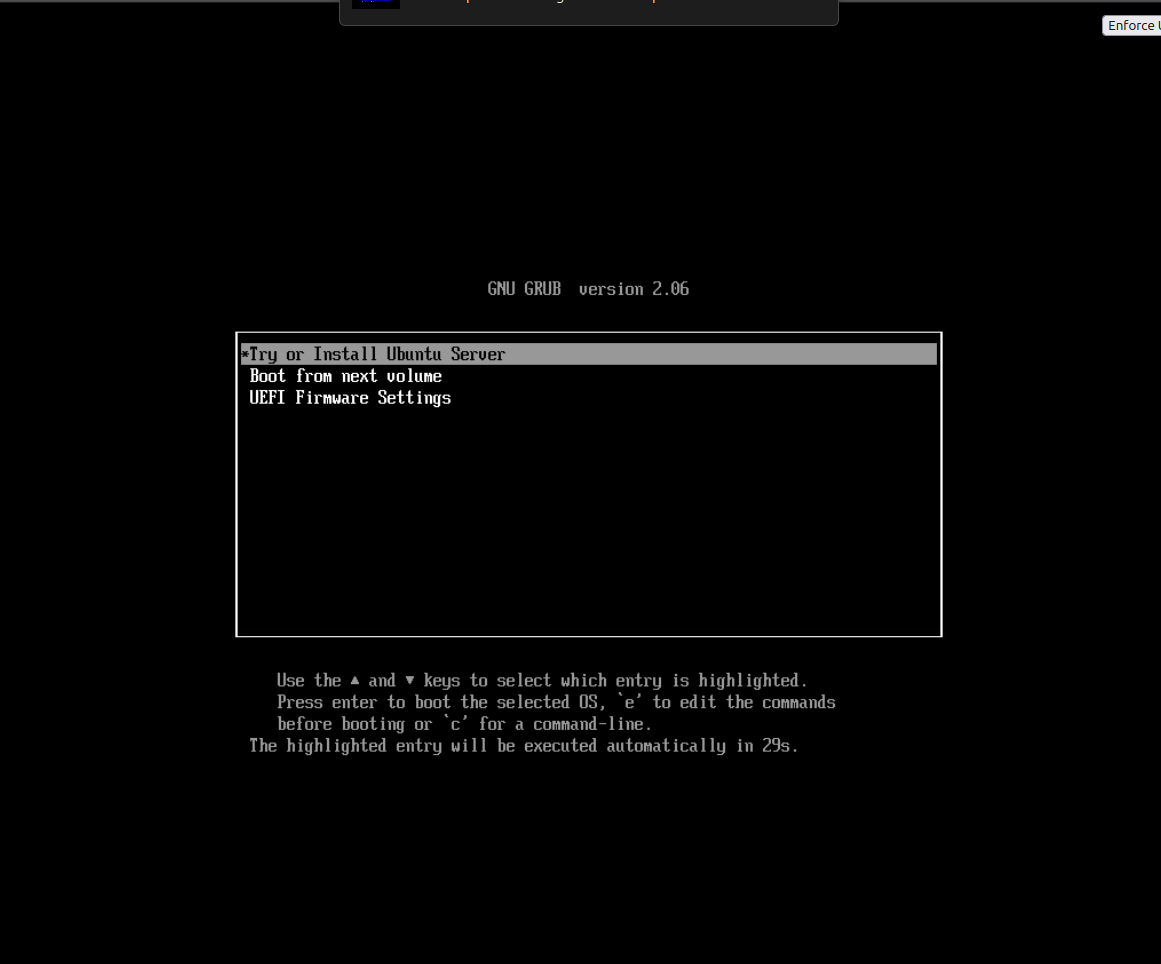 Enforce
GNU GRUB  version 2.06
*Try or Install Ubuntu Server
Boot from next volume
UEFI Firmware Settings
Use the ▲ and ▼ keys to select which entry is highlighted.
Press enter to boot the selected OS, `e' to edit the commands
before booting or `c' for a command-line.
The highlighted entry will be executed automatically in 29s.